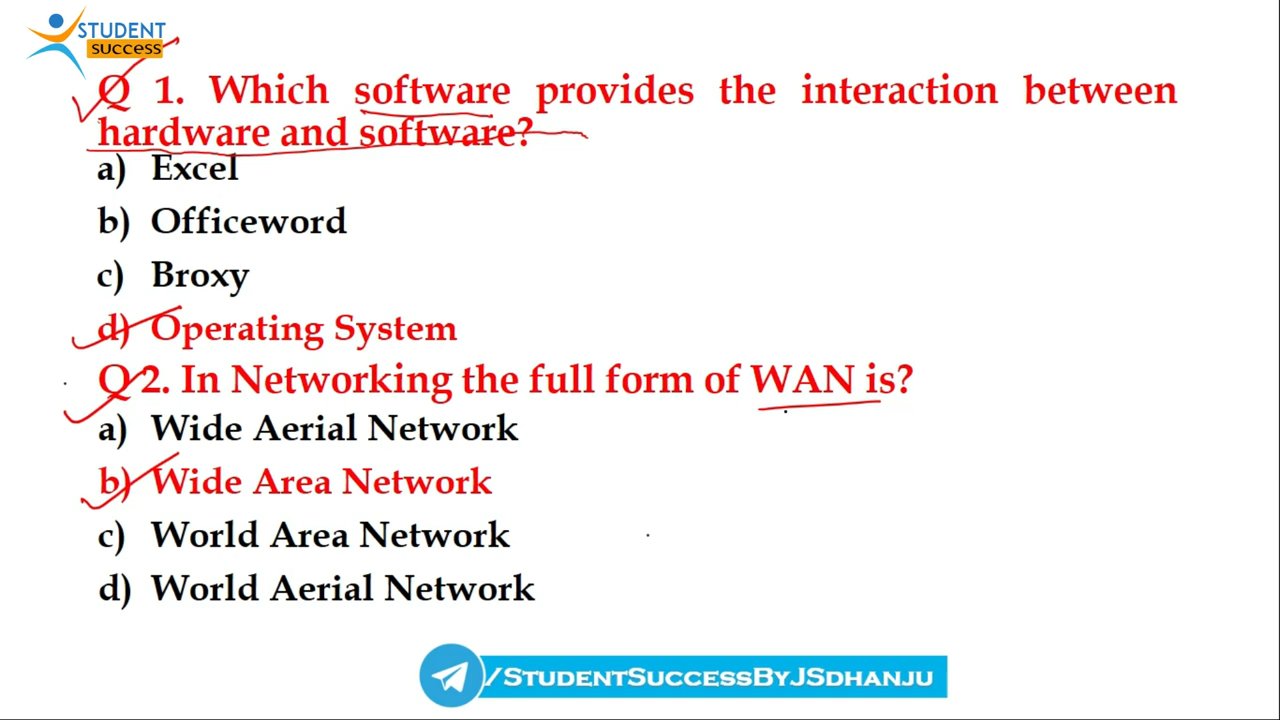 STUDENT
success
Q 1. Which software provides the interaction between
hardware and software?
a) Excel
b) Officeword
c) Broxy
d) Operating System
Q 2. In Networking the full form of WAN is?
a) Wide Aerial Network
b) Wide Area Network
c) World Area Network
d) World Aerial Network
/STUDENTSUCCESSBYJSDHANJU